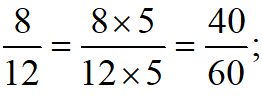 8/12 = 8×5/12×5 = 40/60;